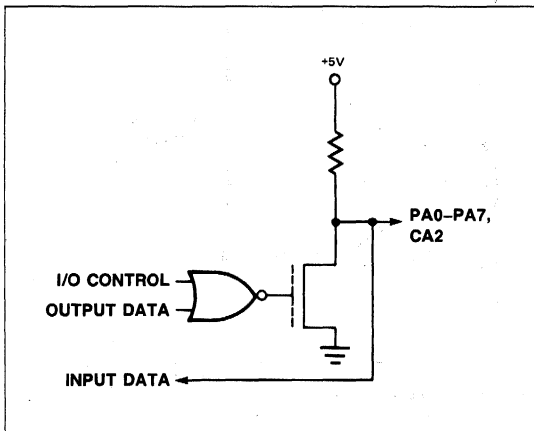 +5V
PA0–PA7,
CA2
I/O CONTROL
OUTPUT DATA
INPUT DATA